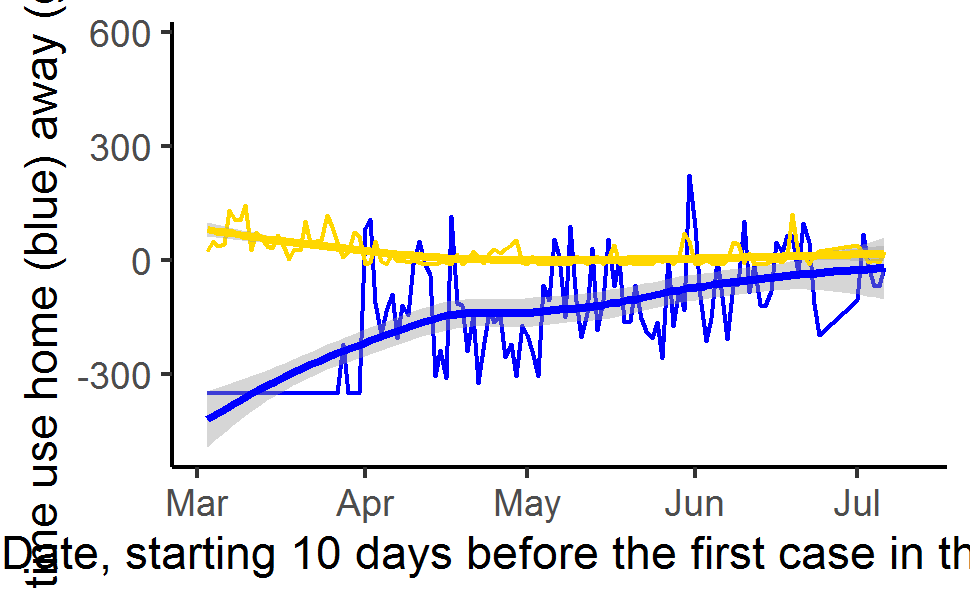 time use home (blue) away (
600
300
0
-300
Mar Apr May Jun Jul
Date, starting 10 days before the first case in th